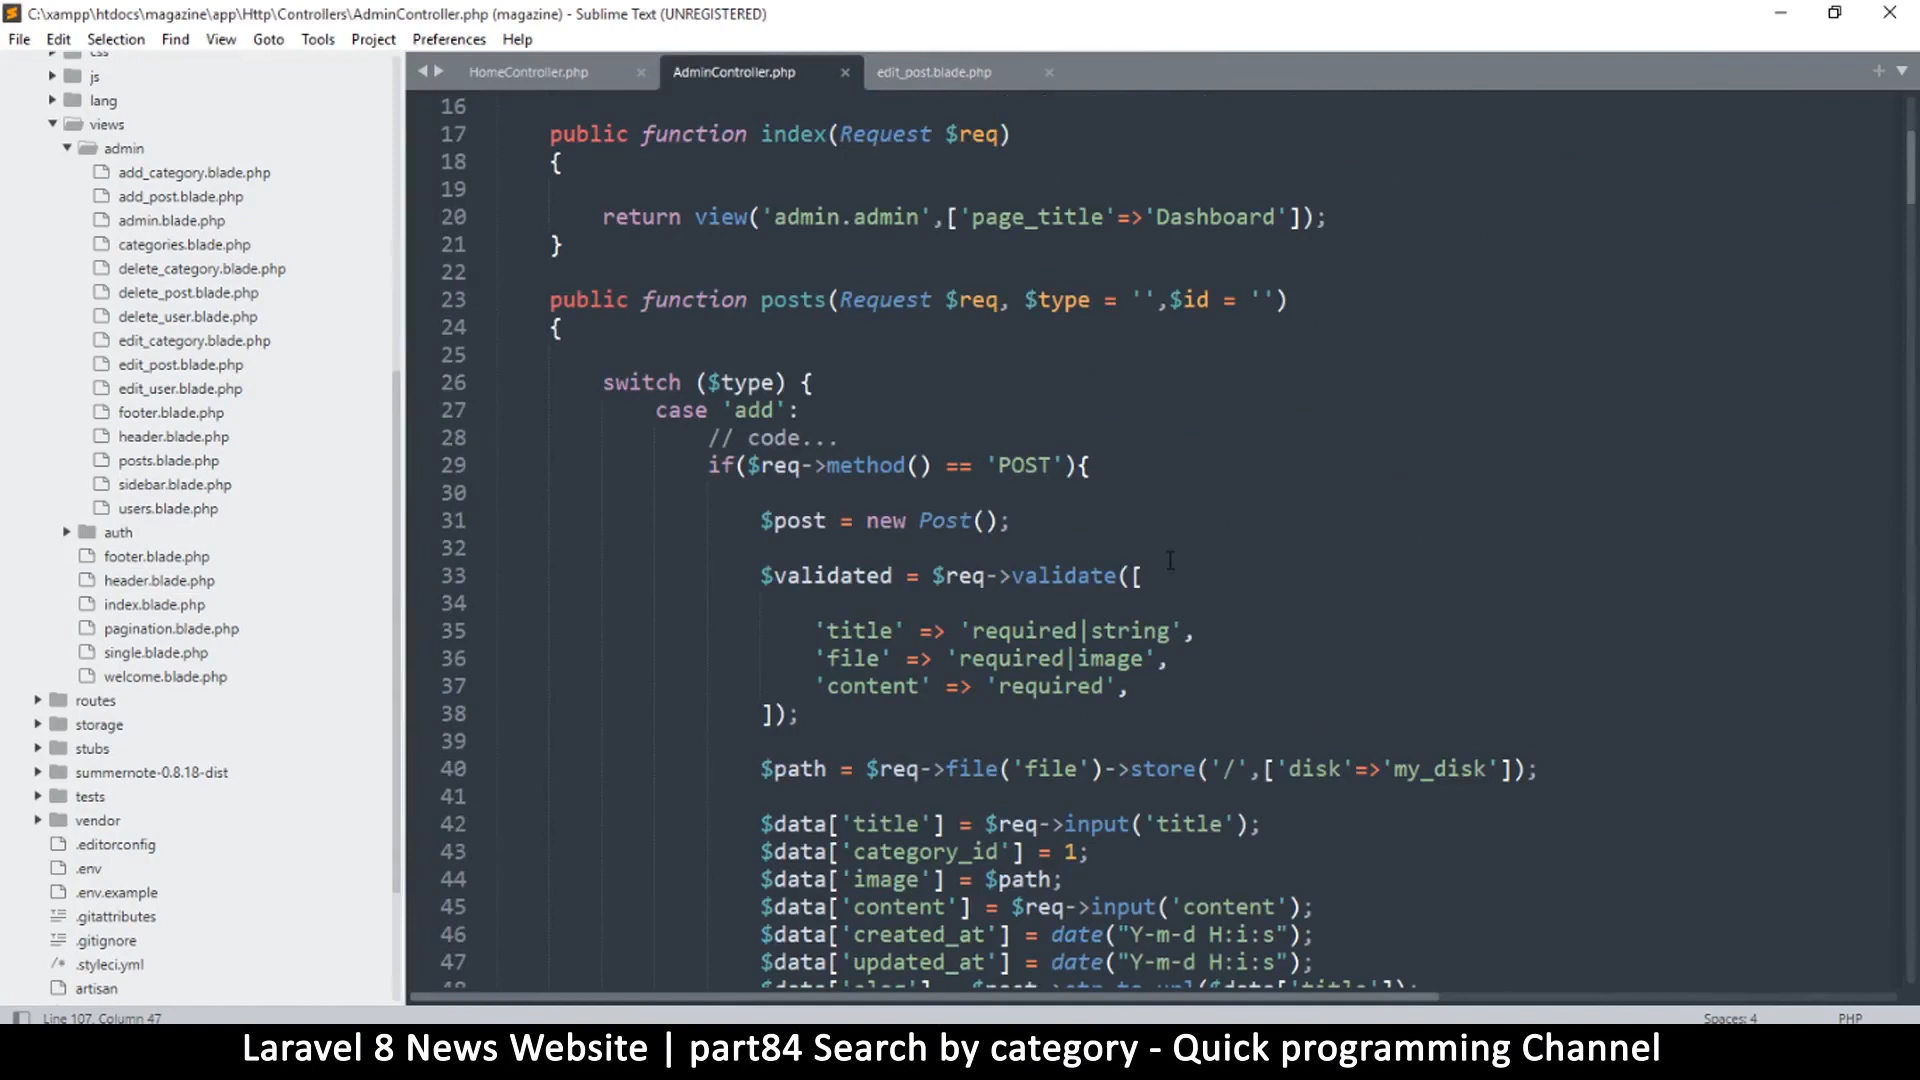 C:\xampp\htdocs\magazine\app\Http\Controllers\AdminController.php (magazine) - Sublime Text (UNREGISTERED)
File Edit Selection Find View Goto Tools Project Preferences Help
css
js
lang
views
admin
add_category.blade.php
add_post.blade.php
admin.blade.php
categories.blade.php
delete_category.blade.php
delete_post.blade.php
delete_user.blade.php
edit_category.blade.php
edit_post.blade.php
edit_user.blade.php
footer.blade.php
header.blade.php
posts.blade.php
sidebar.blade.php
users.blade.php
auth
footer.blade.php
header.blade.php
index.blade.php
pagination.blade.php
single.blade.php
welcome.blade.php
routes
storage
stubs
summernote-0.8.18-dist
tests
vendor
.editorconfig
.env
.env.example
.gitattributes
.gitignore
.styleci.yml
artisan
HomeController.php AdminController.php edit_post.blade.php
16
17 public function index(Request $req)
18 {
19
20 return view('admin.admin',['page_title'=>'Dashboard']);
21 }
22
23 public function posts(Request $req, $type = '',$id = '')
24 {
25
26 switch ($type) {
27 case 'add':
28 // code...
29 if($req->method() == 'POST'){
30
31 $post = new Post();
32
33 $validated = $req->validate([
34
35 'title' => 'required|string',
36 'file' => 'required|image',
37 'content' => 'required',
38 ]);
39
40 $path = $req->file('file')->store('/',['disk'=>'my_disk']);
41
42 $data['title'] = $req->input('title');
43 $data['category_id'] = 1;
44 $data['image'] = $path;
45 $data['content'] = $req->input('content');
46 $data['created_at'] = date("Y-m-d H:i:s");
47 $data['updated_at'] = date("Y-m-d H:i:s");
48 $data['slug'] = $post->str_to_url($data['title']);
Line 107, Column 47 Spaces: 4 PHP
Laravel 8 News Website | part84 Search by category - Quick programming Channel